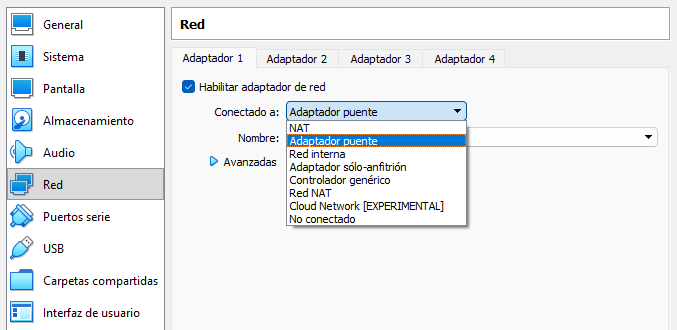 General
Sistema
Pantalla
Almacenamiento
Audio
Red
Puertos serie
USB
Carpetas compartidas
Interfaz de usuario
Red
Adaptador 1 Adaptador 2 Adaptador 3 Adaptador 4
Habilitar adaptador de red
Conectado a: Adaptador puente
Nombre:
Avanzadas
NAT
Adaptador puente
Red interna
Adaptador sólo-anfitrión
Controlador genérico
Red NAT
Cloud Network [EXPERIMENTAL]
No conectado